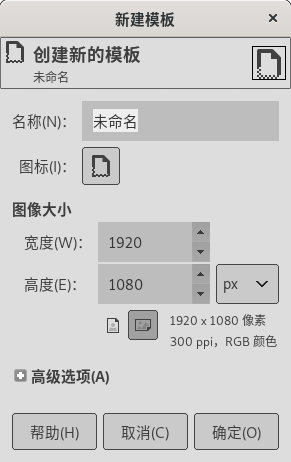 新建模板
创建新的模板
未命名
名称(N)：
未命名
图标(I)：
图像大小
宽度(W)：
1920
高度(E)：
1080
px
1920 x 1080 像素
300 ppi，RGB 颜色
高级选项(A)
帮助(H)
取消(C)
确定(O)